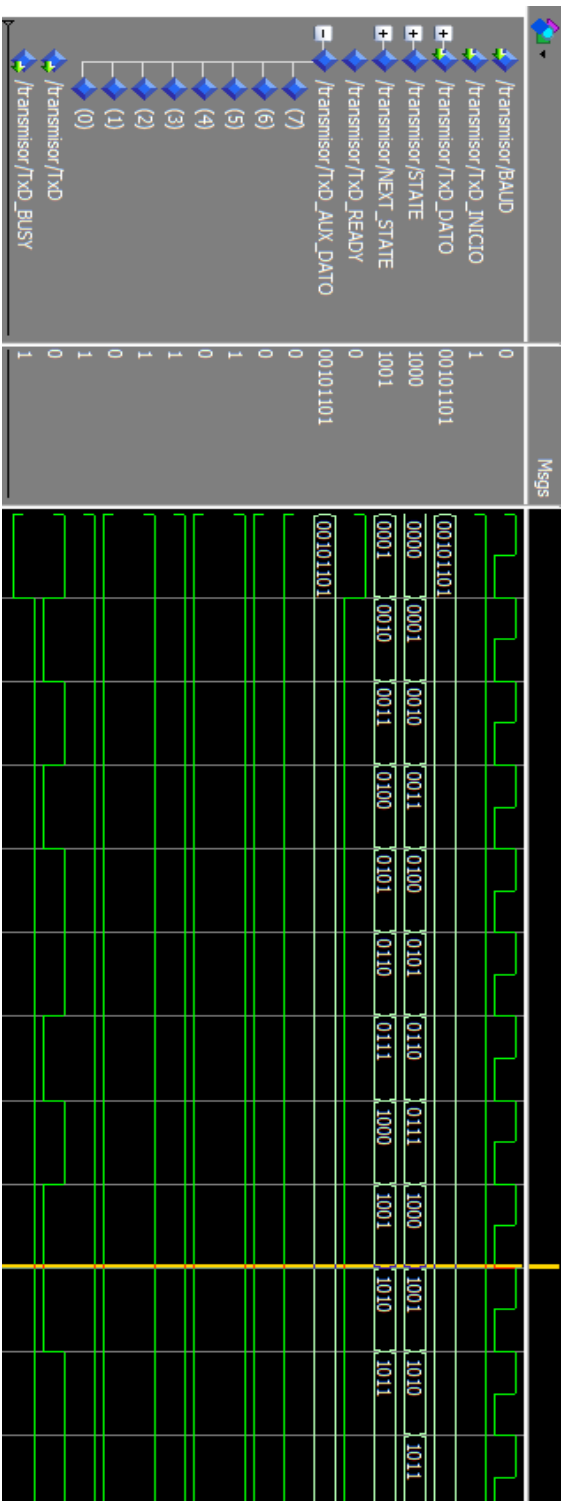 Msgs
/transmisor/BAUD 0
/transmisor/TxD_INICIO 1
/transmisor/TxD_DATO 00101101 00101101
/transmisor/STATE 1000 0000 0001 0010 0011 0100 0101 0110 0111 1000 1001 1010 1011
/transmisor/NEXT_STATE 1001 0001 0010 0011 0100 0101 0110 0111 1000 1001 1010 1011
/transmisor/TxD_READY 0
/transmisor/TxD_AUX_DATO 00101101 00101101
(7) 0
(6) 0
(5) 1
(4) 0
(3) 1
(2) 1
(1) 0
(0) 1
/transmisor/TxD 0
/transmisor/TxD_BUSY 1